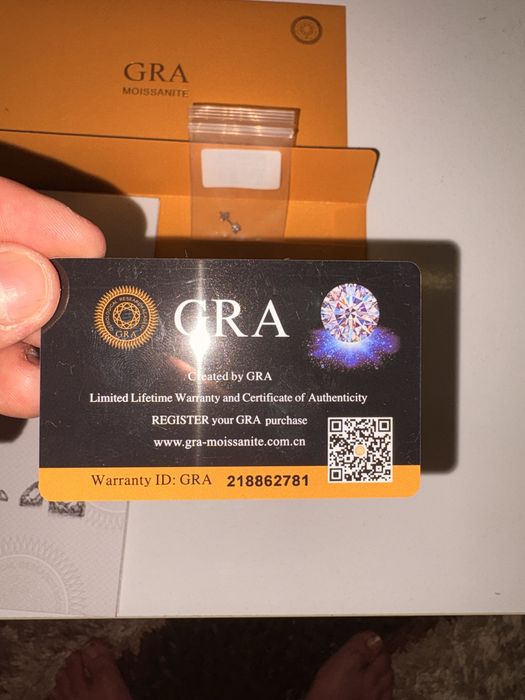 GRA
MOISSANITE
GRA
GRA
Created by GRA
Limited Lifetime Warranty and Certificate of Authenticity
REGISTER your GRA purchase
www.gra-moissanite.com.cn
Warranty ID: GRA 218862781